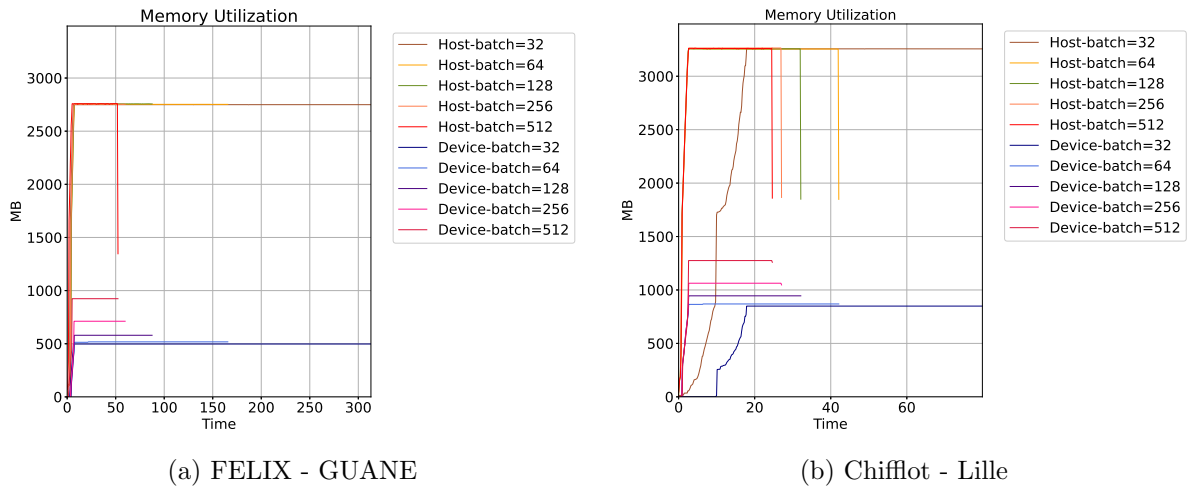 Memory Utilization
3000
2500
2000
1500
1000
500
0
MB
0 50 100 150 200 250 300
Time
Host-batch=32
Host-batch=64
Host-batch=128
Host-batch=256
Host-batch=512
Device-batch=32
Device-batch=64
Device-batch=128
Device-batch=256
Device-batch=512
(a) FELIX - GUANE
Memory Utilization
3000
2500
2000
1500
1000
500
0
MB
0 20 40 60
Time
Host-batch=32
Host-batch=64
Host-batch=128
Host-batch=256
Host-batch=512
Device-batch=32
Device-batch=64
Device-batch=128
Device-batch=256
Device-batch=512
(b) Chifflot - Lille